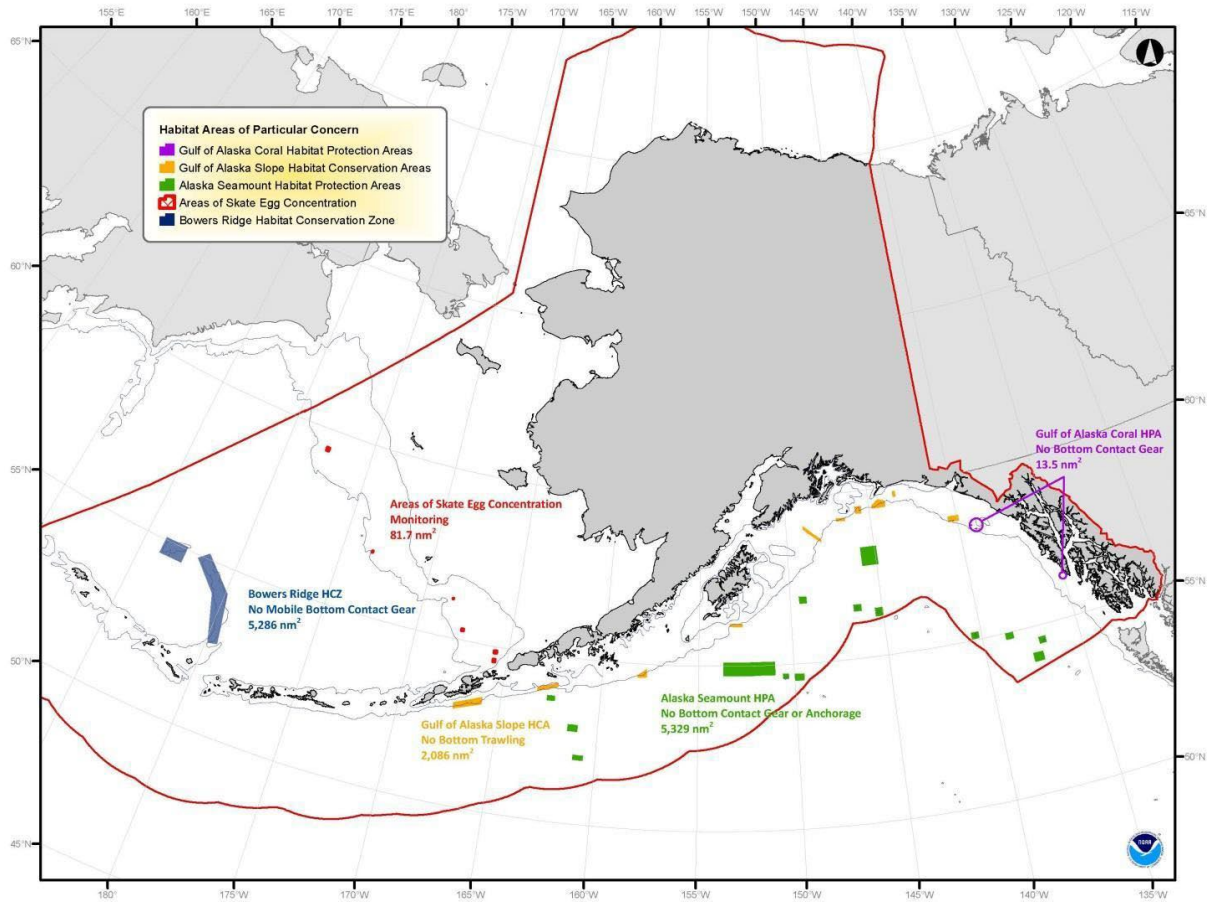 155°E 160°E 165°E 170°E 175°E 180° 175°W 170°W 165°W 160°W 155°W 150°W 145°W 140°W 135°W 130°W 125°W 120°W 115°W
65°N
60°N
55°N
50°N
45°N
65°N
60°N
55°N
50°N
Habitat Areas of Particular Concern
Gulf of Alaska Coral Habitat Protection Areas
Gulf of Alaska Slope Habitat Conservation Areas
Alaska Seamount Habitat Protection Areas
Areas of Skate Egg Concentration
Bowers Ridge Habitat Conservation Zone
Gulf of Alaska Coral HPA
No Bottom Contact Gear
13.5 nm²
Areas of Skate Egg Concentration
Monitoring
81.7 nm²
Bowers Ridge HCZ
No Mobile Bottom Contact Gear
5,286 nm²
Alaska Seamount HPA
No Bottom Contact Gear or Anchorage
5,329 nm²
Gulf of Alaska Slope HCA
No Bottom Trawling
2,086 nm²
NOAA
180° 175°W 170°W 165°W 160°W 155°W 150°W 145°W 140°W 135°W